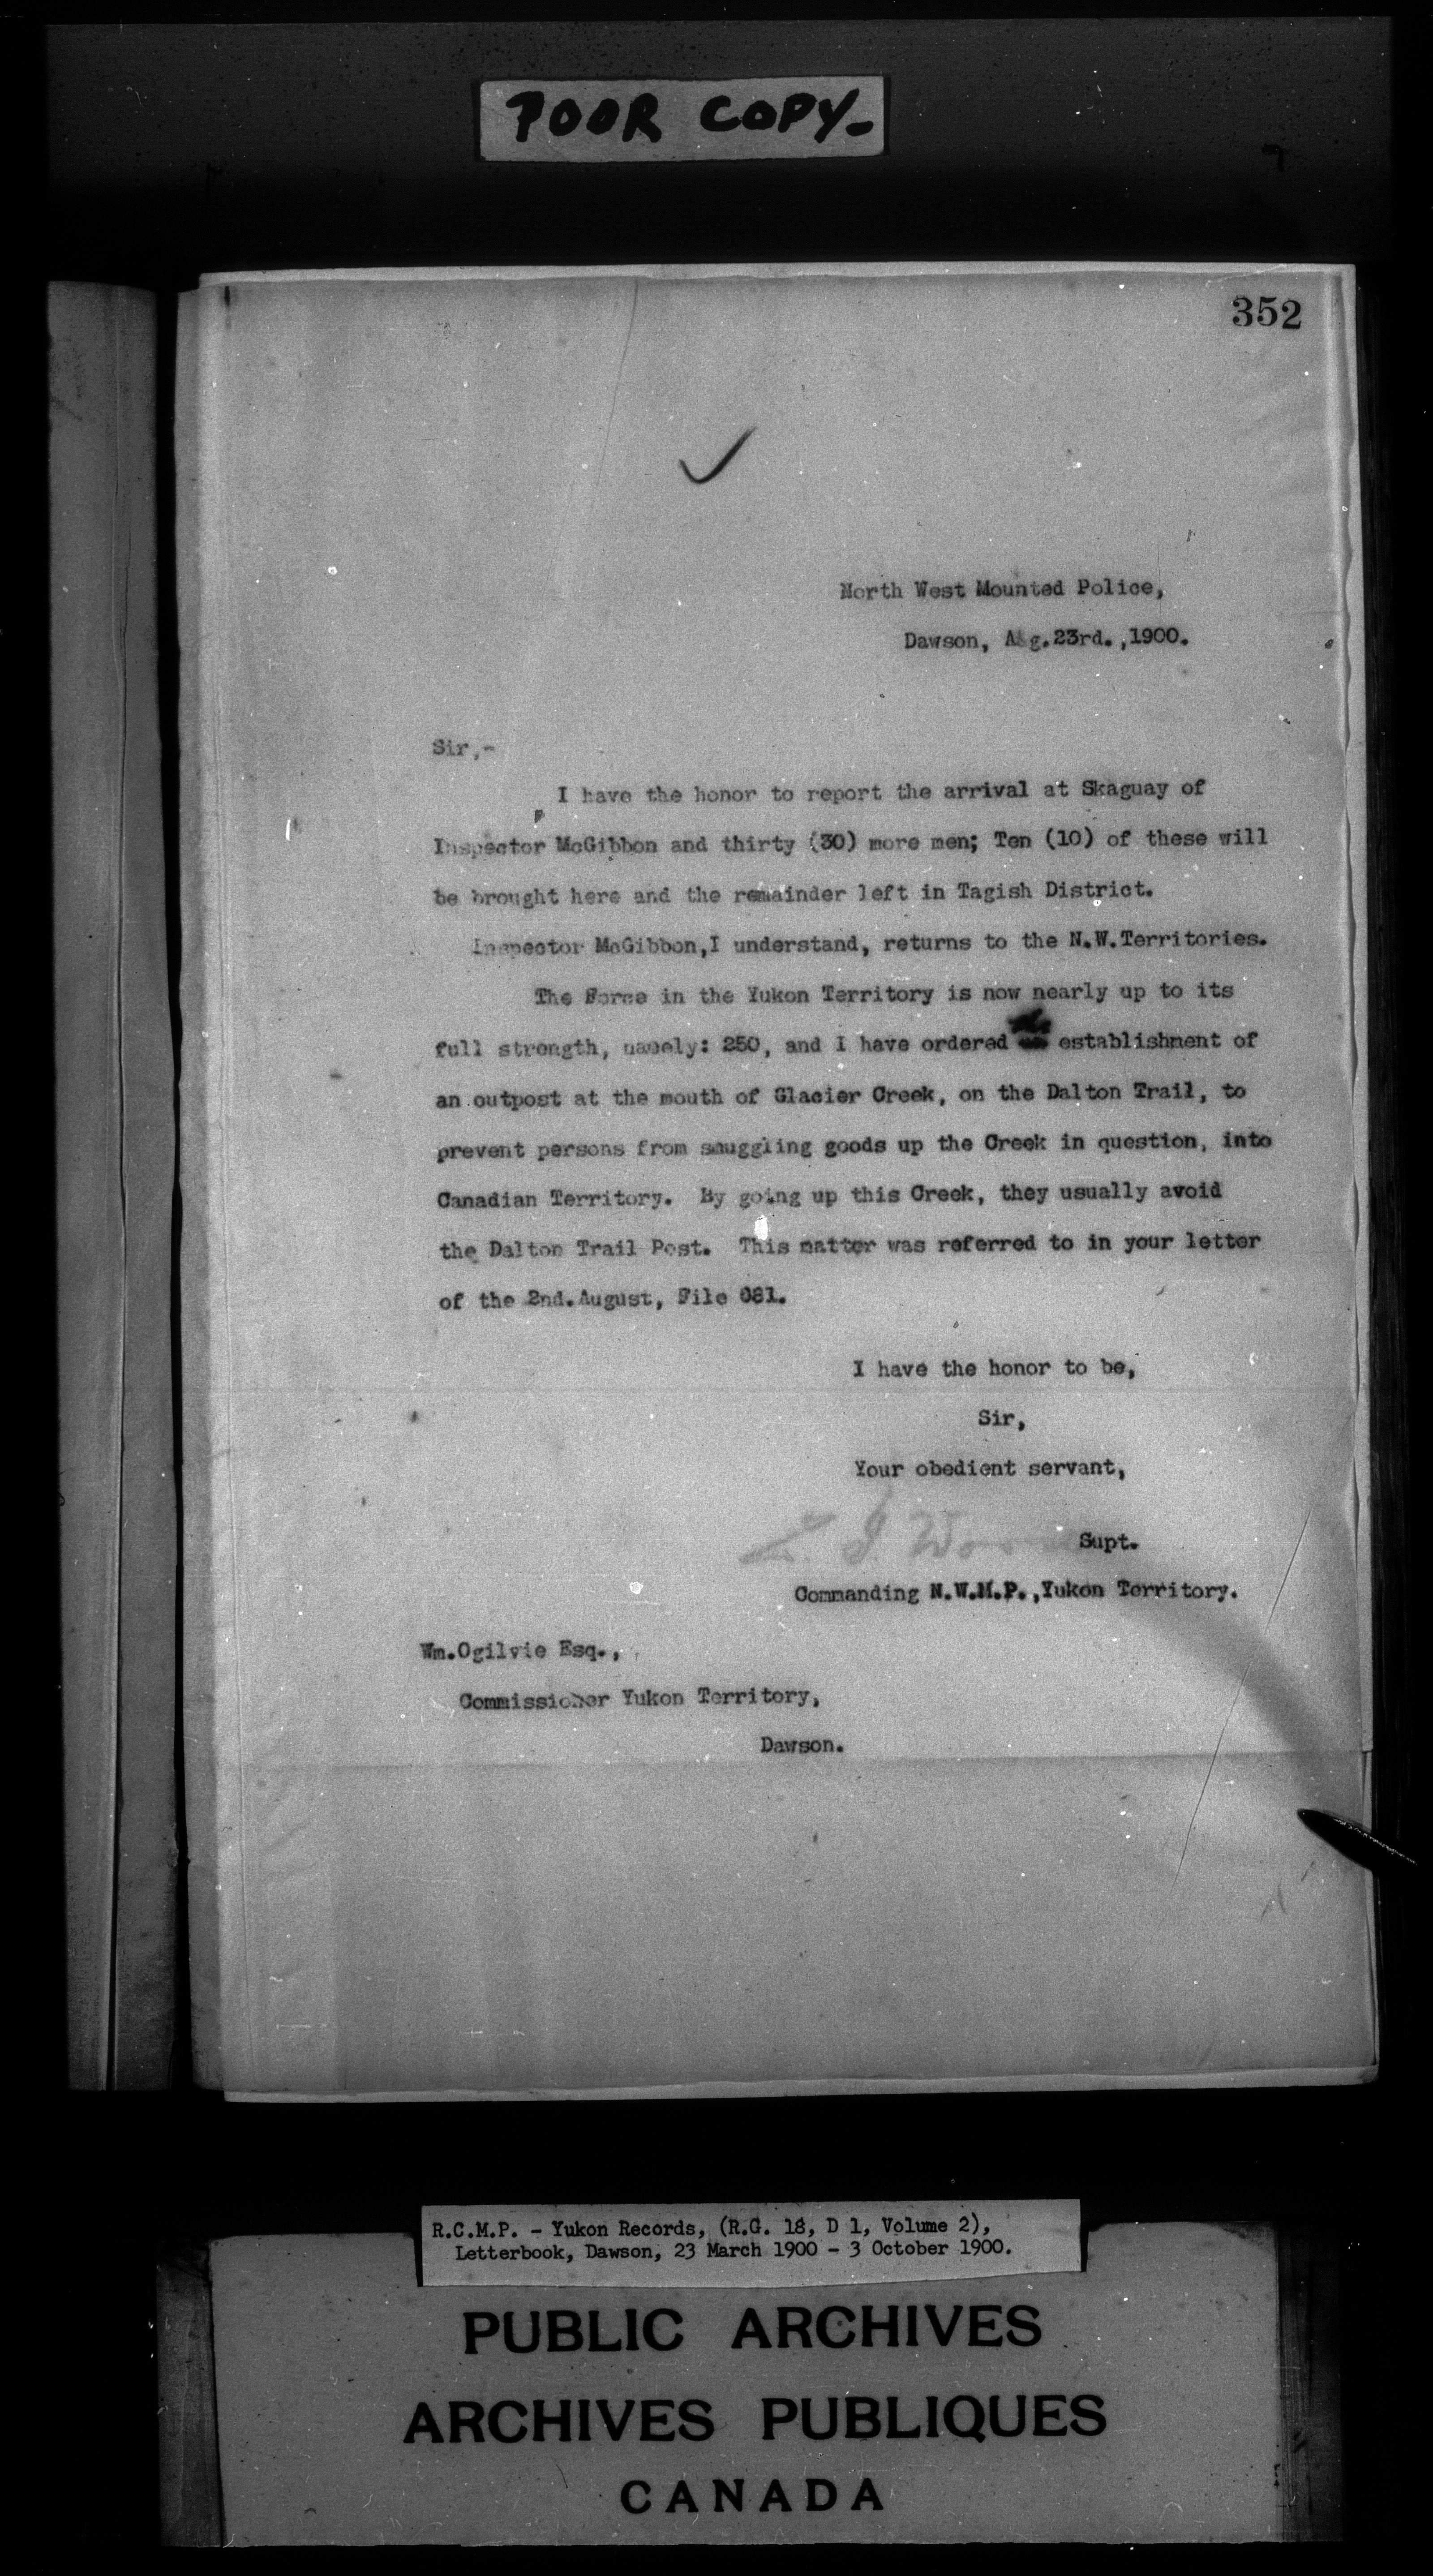 POOR COPY-
352
North West Mounted Police,
Dawson, Aug.23rd.,1900.
Sir,-
I have the honor to report the arrival at Skaguay of
Inspector McGibbon and thirty (30) more men; Ten (10) of these will
be brought here and the remainder left in Tagish District.
Inspector McGibbon,I understand, returns to the N.W.Territories.
The Force in the Yukon Territory is now nearly up to its
full strength, namely: 250, and I have ordered the establishment of
an outpost at the mouth of Glacier Creek, on the Dalton Trail, to
prevent persons from smuggling goods up the Creek in question, into
Canadian Territory. By going up this Creek, they usually avoid
the Dalton Trail Post. This matter was referred to in your letter
of the 2nd.August, File 681.
I have the honor to be,
Sir,
Your obedient servant,
Z. T. Wood Supt.
Commanding N.W.M.P.,Yukon Territory.
Wm.Ogilvie Esq.,
Commissioner Yukon Territory,
Dawson.
R.C.M.P. - Yukon Records, (R.G. 18, D 1, Volume 2),
Letterbook, Dawson, 23 March 1900 - 3 October 1900.
PUBLIC ARCHIVES
ARCHIVES PUBLIQUES
CANADA